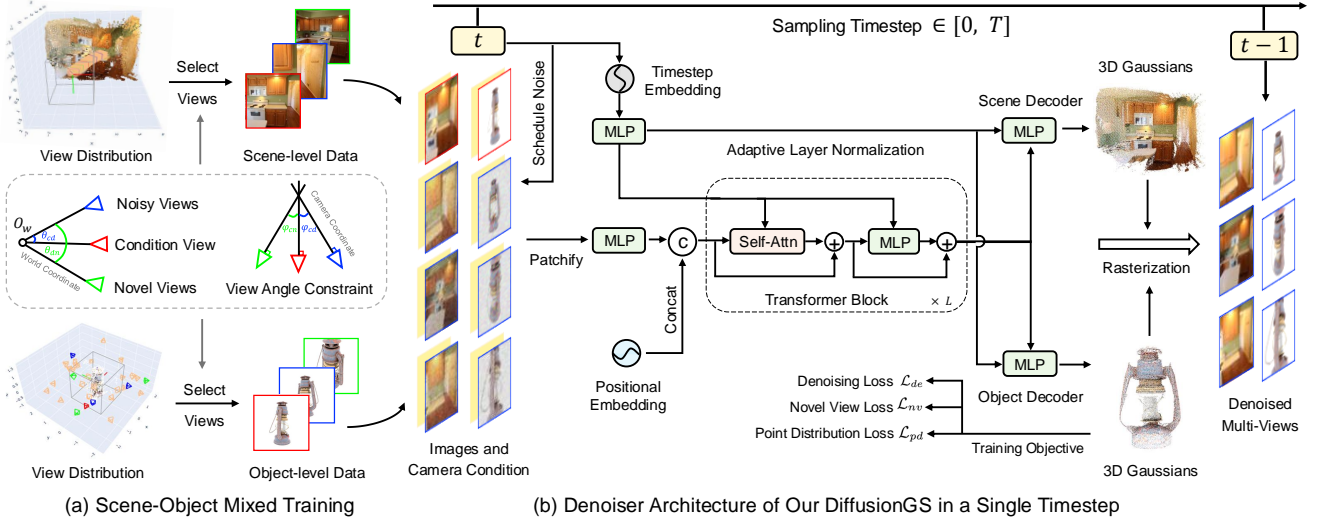 View Distribution
Select
Views
Scene-level Data
O_w
θ_cd
θ_dn
World Coordinate
Noisy Views
Condition View
Novel Views
φ_cn
φ_cd
Camera Coordinate
View Angle Constraint
View Distribution
Select
Views
Object-level Data
(a) Scene-Object Mixed Training
Sampling Timestep ∈ [0, T]
t
t − 1
Timestep
Embedding
Schedule Noise
MLP
Adaptive Layer Normalization
Scene Decoder
MLP
3D Gaussians
Patchify
MLP
C
Concat
Self-Attn
+
MLP
+
Transformer Block
× L
Rasterization
Positional
Embedding
MLP
Object Decoder
Denoising Loss ℒ_de
Novel View Loss ℒ_nv
Point Distribution Loss ℒ_pd
Training Objective
3D Gaussians
Images and
Camera Condition
Denoised
Multi-Views
(b) Denoiser Architecture of Our DiffusionGS in a Single Timestep